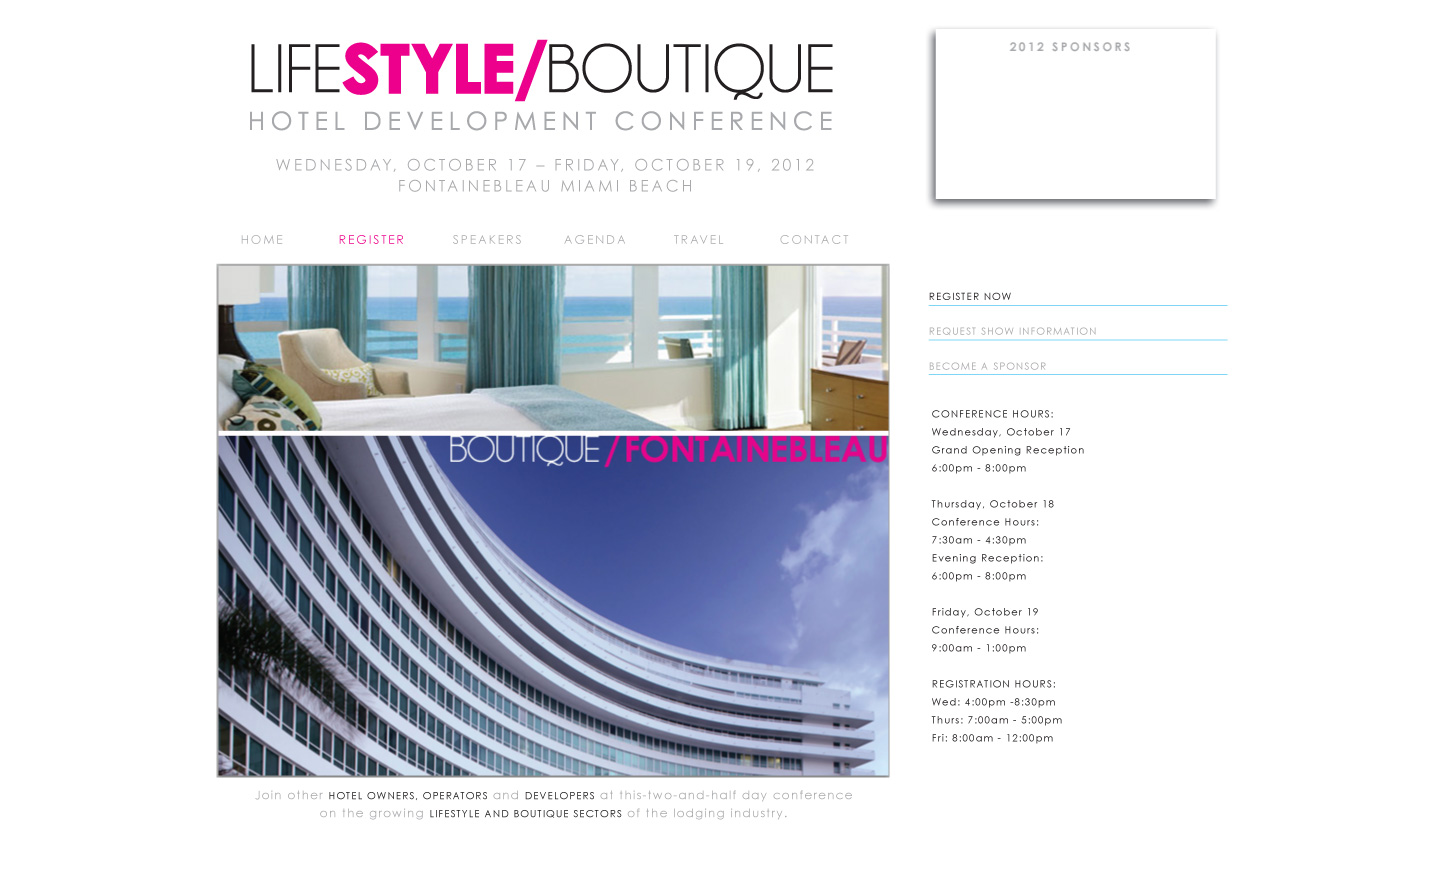 LIFESTYLE/BOUTIQUE
HOTEL DEVELOPMENT CONFERENCE
WEDNESDAY, OCTOBER 17 – FRIDAY, OCTOBER 19, 2012
FONTAINEBLEAU MIAMI BEACH
2012 SPONSORS
HOME REGISTER SPEAKERS AGENDA TRAVEL CONTACT
BOUTIQUE/FONTAINEBLEAU
Join other HOTEL OWNERS, OPERATORS and DEVELOPERS at this-two-and-half day conference
on the growing LIFESTYLE AND BOUTIQUE SECTORS of the lodging industry.
REGISTER NOW
REQUEST SHOW INFORMATION
BECOME A SPONSOR
CONFERENCE HOURS:
Wednesday, October 17
Grand Opening Reception
6:00pm - 8:00pm
Thursday, October 18
Conference Hours:
7:30am - 4:30pm
Evening Reception:
6:00pm - 8:00pm
Friday, October 19
Conference Hours:
9:00am - 1:00pm
REGISTRATION HOURS:
Wed: 4:00pm -8:30pm
Thurs: 7:00am - 5:00pm
Fri: 8:00am - 12:00pm